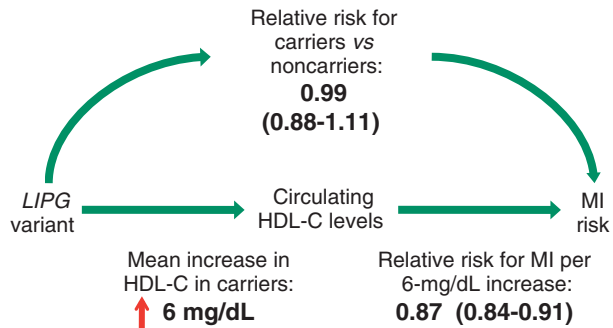 Relative risk for
carriers vs
noncarriers:
0.99
(0.88-1.11)
LIPG
variant
Circulating
HDL-C levels
MI
risk
Mean increase in
HDL-C in carriers:
6 mg/dL
Relative risk for MI per
6-mg/dL increase:
0.87 (0.84-0.91)